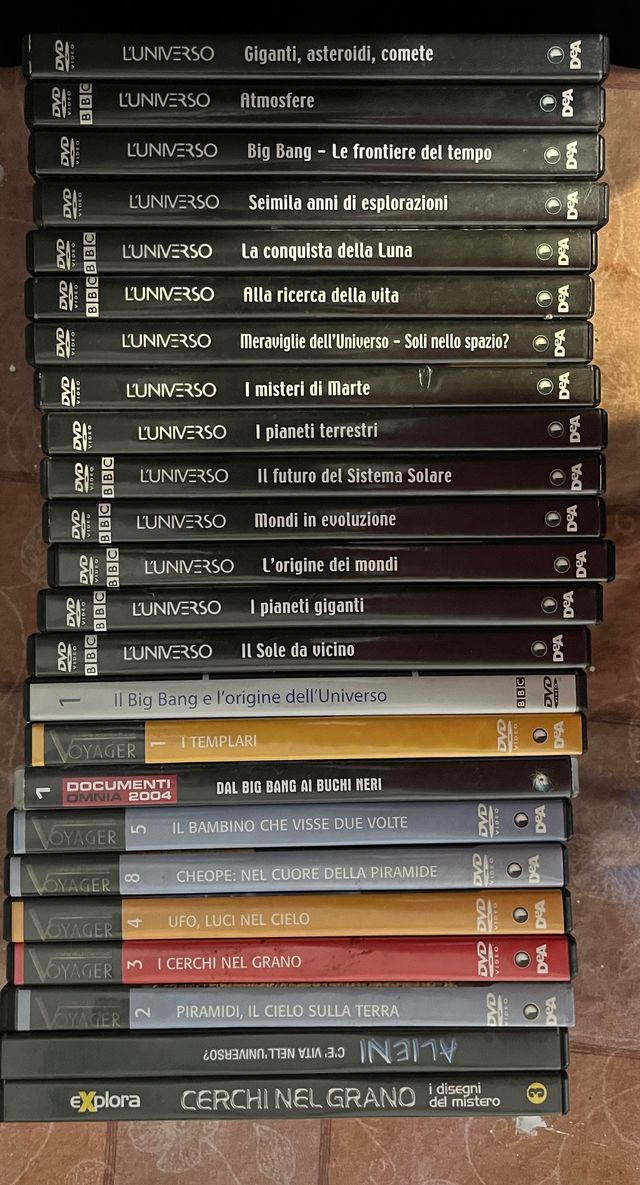 DVD VIDEO L'UNIVERSO Giganti, asteroidi, comete DeA
DVD VIDEO BBC L'UNIVERSO Atmosfere DeA
DVD VIDEO L'UNIVERSO Big Bang - Le frontiere del tempo DeA
DVD VIDEO L'UNIVERSO Seimila anni di esplorazioni DeA
DVD VIDEO BBC L'UNIVERSO La conquista della Luna DeA
DVD VIDEO BBC L'UNIVERSO Alla ricerca della vita DeA
DVD VIDEO L'UNIVERSO Meraviglie dell'Universo - Soli nello spazio? DeA
DVD VIDEO L'UNIVERSO I misteri di Marte DeA
DVD VIDEO L'UNIVERSO I pianeti terrestri DeA
DVD VIDEO BBC L'UNIVERSO Il futuro del Sistema Solare DeA
DVD VIDEO BBC L'UNIVERSO Mondi in evoluzione DeA
DVD VIDEO BBC L'UNIVERSO L'origine dei mondi DeA
DVD VIDEO BBC L'UNIVERSO I pianeti giganti DeA
DVD VIDEO BBC L'UNIVERSO Il Sole da vicino DeA
1 Il Big Bang e l'origine dell'Universo BBC DVD VIDEO
VOYAGER 1 I TEMPLARI DVD VIDEO DeA
1 DOCUMENTI OMNIA 2004 DAL BIG BANG AI BUCHI NERI
VOYAGER 5 IL BAMBINO CHE VISSE DUE VOLTE DVD VIDEO DeA
VOYAGER 8 CHEOPE: NEL CUORE DELLA PIRAMIDE DVD VIDEO DeA
VOYAGER 4 UFO, LUCI NEL CIELO DVD VIDEO DeA
VOYAGER 3 I CERCHI NEL GRANO DVD VIDEO DeA
VOYAGER 2 PIRAMIDI, IL CIELO SULLA TERRA DVD VIDEO DeA
ALIENI C'E' VITA NELL'UNIVERSO?
eXplora CERCHI NEL GRANO i disegni del mistero 3